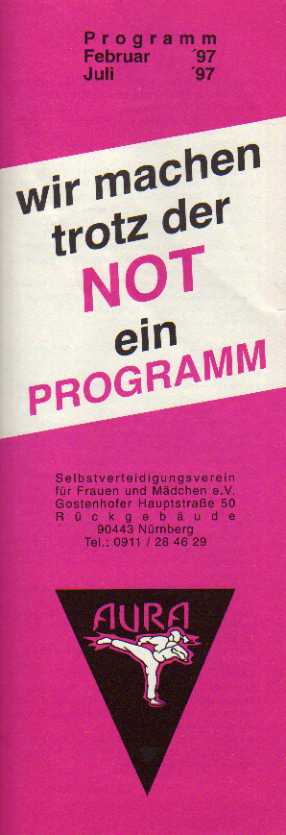 Programm
Februar ´97
Juli ´97
wir machen
trotz der
NOT
ein
PROGRAMM
Selbstverteidigungsverein
für Frauen und Mädchen e.V.
Gostenhofer Hauptstraße 50
Rückgebäude
90443 Nürnberg
Tel.: 0911 / 28 46 29
AURA